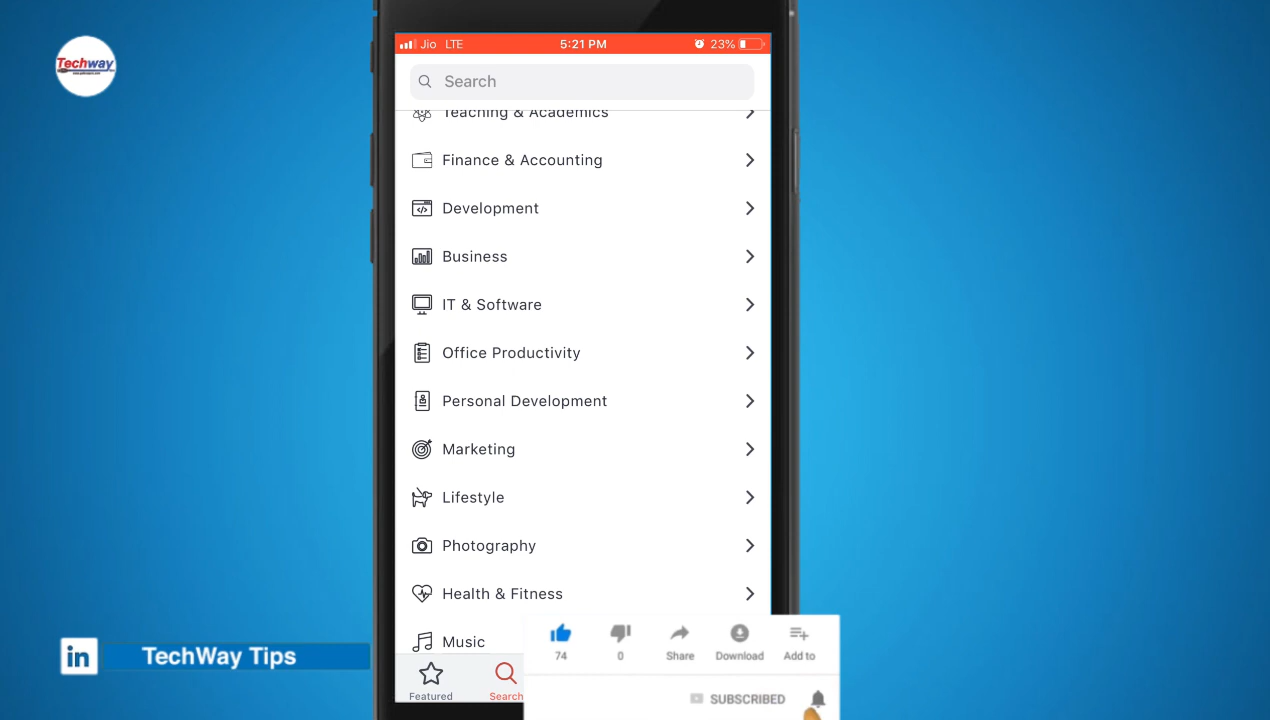 Techway
Jio LTE 5:21 PM 23%
Search
Teaching & Academics
Finance & Accounting
Development
Business
IT & Software
Office Productivity
Personal Development
Marketing
Lifestyle
Photography
Health & Fitness
Music
Featured
Search
in TechWay Tips
74
0
Share
Download
Add to
SUBSCRIBED